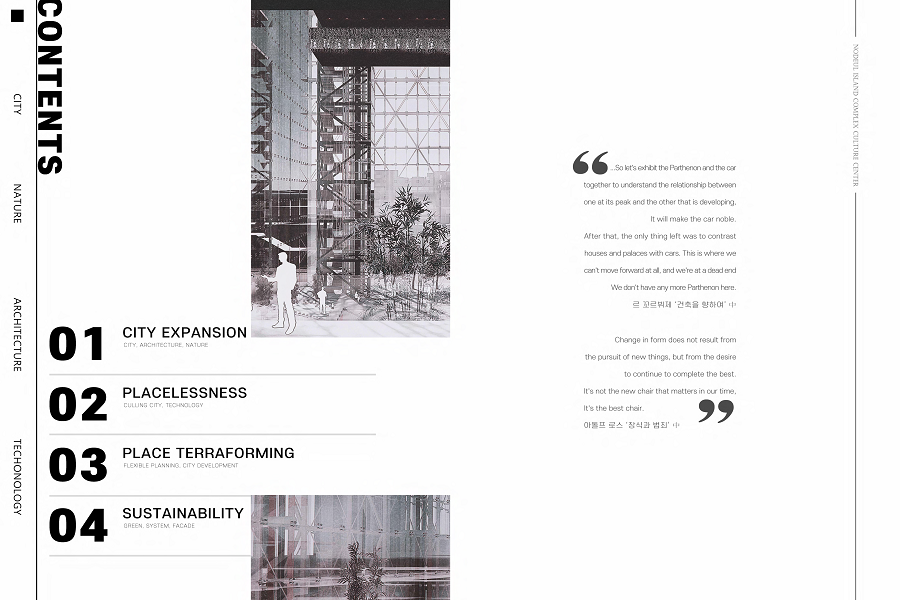 CONTENTS
CITY
NATURE
ARCHITECTURE
TECHONOLOGY
01
CITY EXPANSION
CITY, ARCHITECTURE, NATURE
02
PLACELESSNESS
CULLING CITY, TECHNOLOGY
03
PLACE TERRAFORMING
FLEXIBLE PLANNING, CITY DEVELOPMENT
04
SUSTAINABILITY
GREEN, SYSTEM, FACADE
“ ...So let's exhibit the Parthenon and the car
together to understand the relationship between
one at its peak and the other that is developing,
It will make the car noble.
After that, the only thing left was to contrast
houses and palaces with cars. This is where we
can't move forward at all, and we're at a dead end
We don't have any more Parthenon here.
르 꼬르뷔제 '건축을 향하여' 中
Change in form does not result from
the pursuit of new things, but from the desire
to continue to complete the best.
It's not the new chair that matters in our time,
It's the best chair. ”
아돌프 로스 '장식과 범죄' 中
NODEUL ISLAND COMPLEX CULTURE CENTER